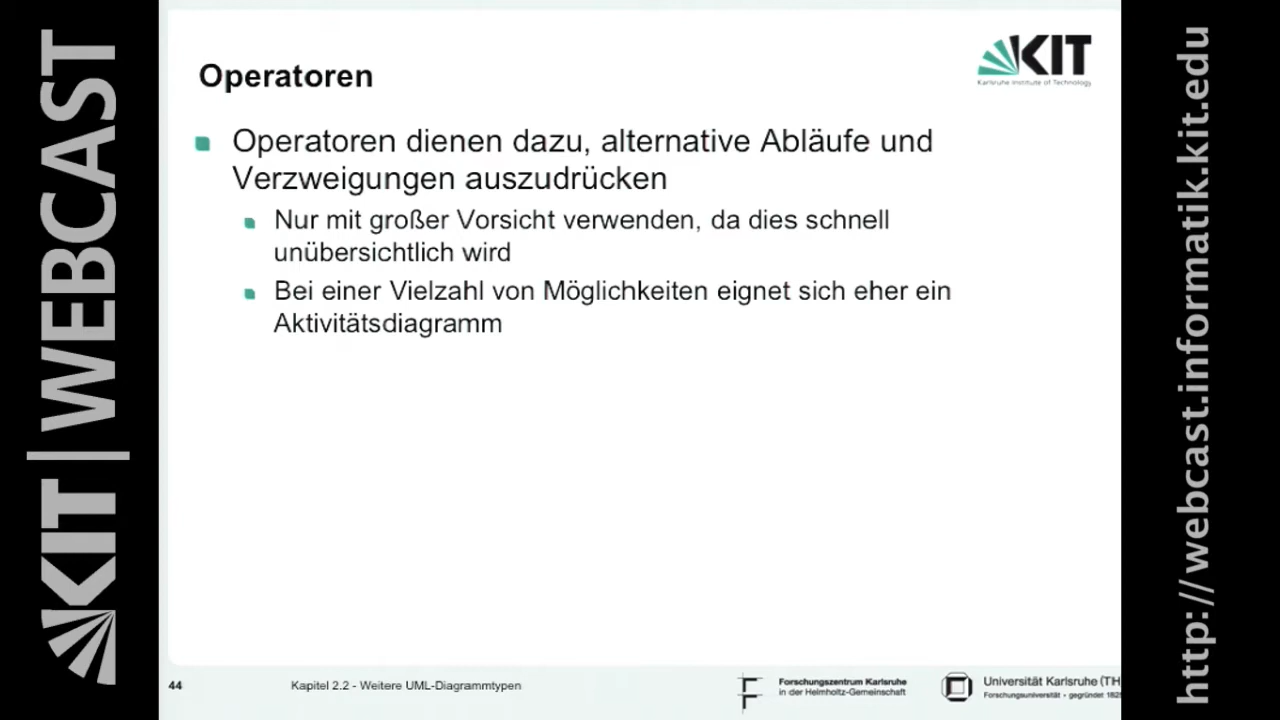 KIT | WEBCAST
Operatoren
KIT
Karlsruhe Institute of Technology
Operatoren dienen dazu, alternative Abläufe und
Verzweigungen auszudrücken
Nur mit großer Vorsicht verwenden, da dies schnell
unübersichtlich wird
Bei einer Vielzahl von Möglichkeiten eignet sich eher ein
Aktivitätsdiagramm
44
Kapitel 2.2 - Weitere UML-Diagrammtypen
Forschungszentrum Karlsruhe
in der Helmholtz-Gemeinschaft
Universität Karlsruhe (TH
Forschungsuniversität • gegründet 182
http://webcast.informatik.kit.edu